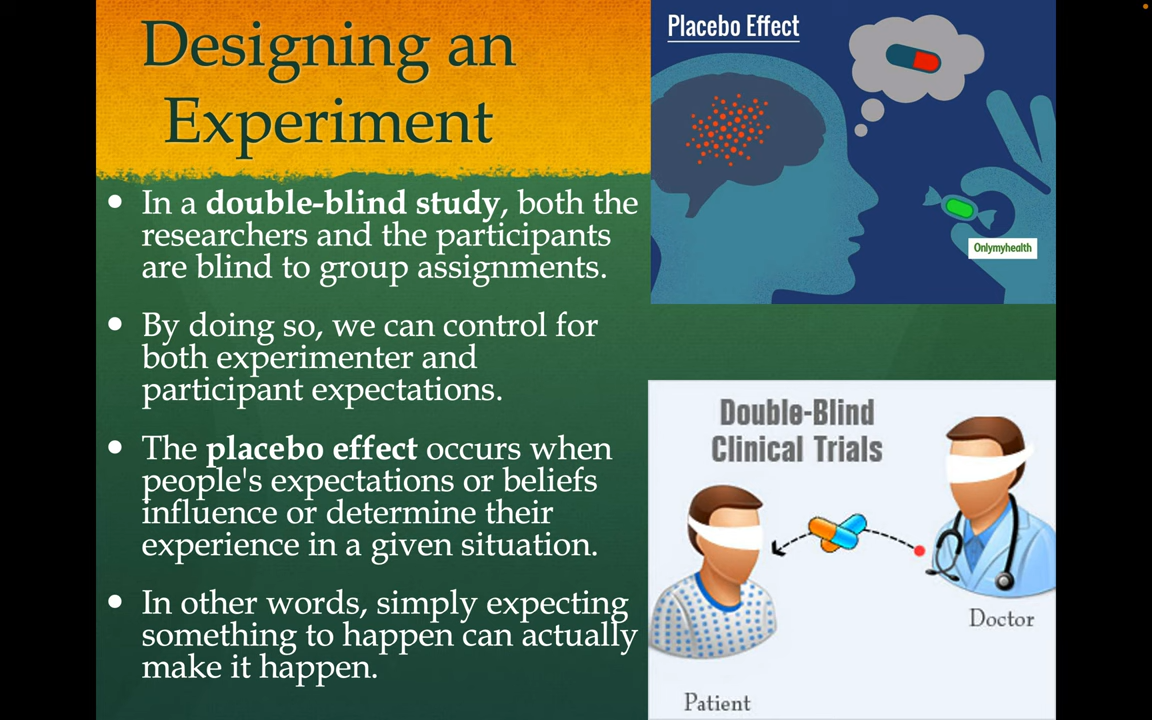 Designing an
Experiment
• In a double-blind study, both the
researchers and the participants
are blind to group assignments.
• By doing so, we can control for
both experimenter and
participant expectations.
• The placebo effect occurs when
people's expectations or beliefs
influence or determine their
experience in a given situation.
• In other words, simply expecting
something to happen can actually
make it happen.
Placebo Effect
Onlymyhealth
Double-Blind
Clinical Trials
Doctor
Patient